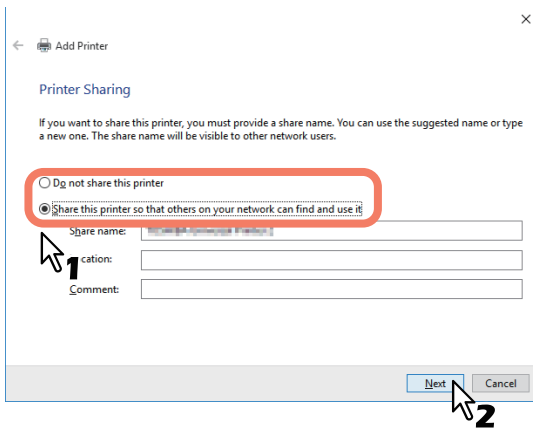 Add Printer
Printer Sharing
If you want to share this printer, you must provide a share name. You can use the suggested name or type
a new one. The share name will be visible to other network users.
Do not share this printer
Share this printer so that others on your network can find and use it
Share name:
cation:
1
Comment:
Next Cancel
2